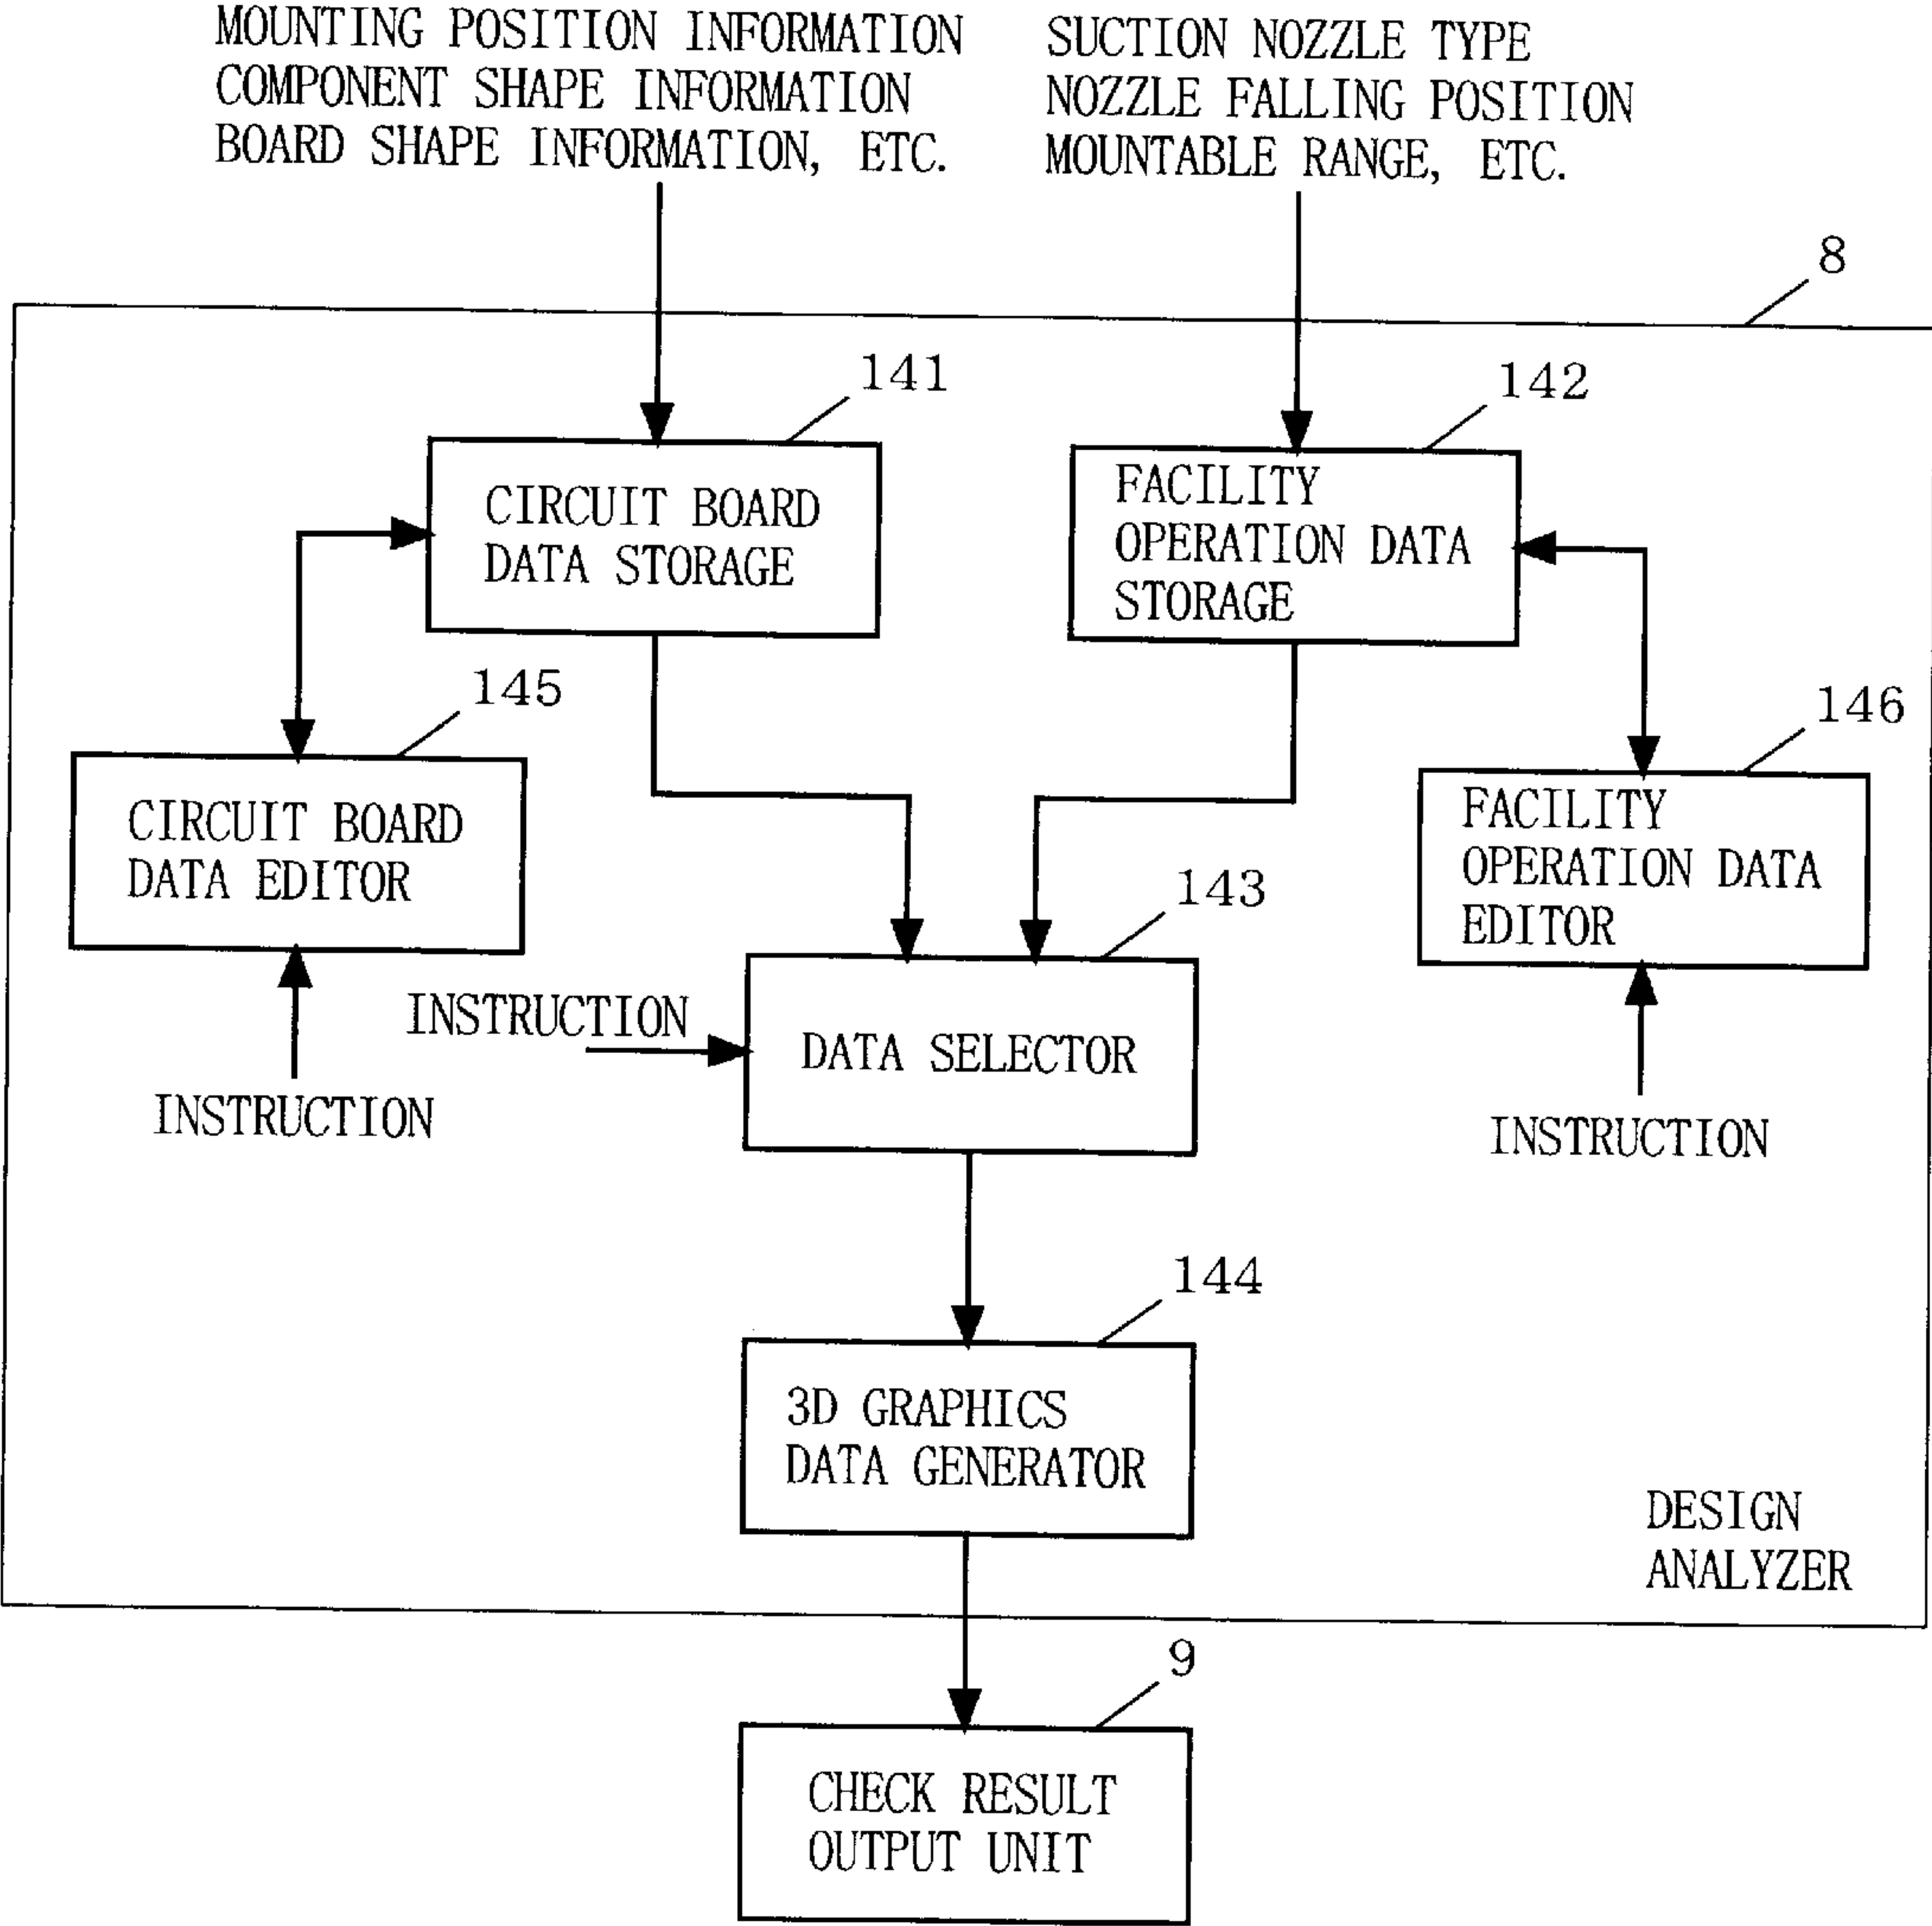 MOUNTING POSITION INFORMATION
COMPONENT SHAPE INFORMATION
BOARD SHAPE INFORMATION, ETC.
SUCTION NOZZLE TYPE
NOZZLE FALLING POSITION
MOUNTABLE RANGE, ETC.
8
141
CIRCUIT BOARD
DATA STORAGE
142
FACILITY
OPERATION DATA
STORAGE
145
CIRCUIT BOARD
DATA EDITOR
146
FACILITY
OPERATION DATA
EDITOR
143
DATA SELECTOR
INSTRUCTION
INSTRUCTION
INSTRUCTION
144
3D GRAPHICS
DATA GENERATOR
DESIGN
ANALYZER
9
CHECK RESULT
OUTPUT UNIT